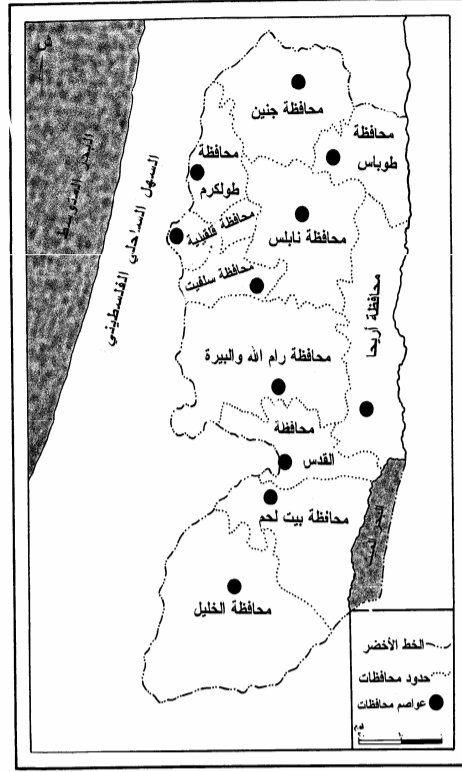 ش
البحر المتوسط
السهل الساحلي الفلسطيني
محافظة جنين
محافظة
طوباس
محافظة
طولكرم
محافظة قلقيلية
محافظة نابلس
محافظة سلفيت
محافظة أريحا
محافظة رام الله والبيرة
محافظة
القدس
محافظة بيت لحم
البحر الميت
محافظة الخليل
الخط الأخضر
حدود محافظات
عواصم محافظات
كم